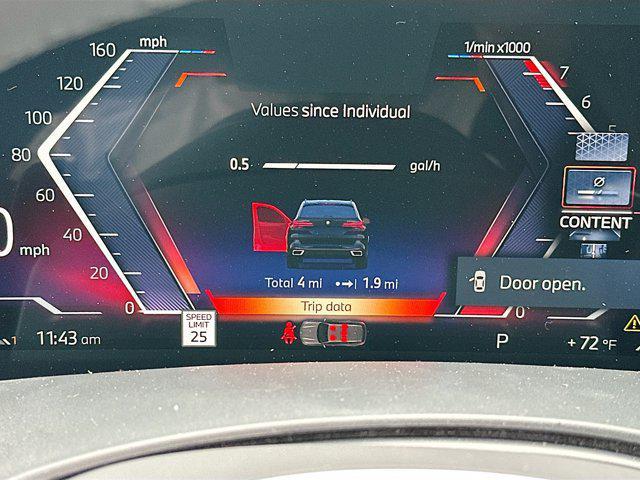 160 mph
1/min x1000
120
7
100
Values since Individual
6
80
0.5 gal/h
5
60
CONTENT
0 mph
40
20
Total 4 mi 1.9 mi
Door open.
0
Trip data
0
SPEED
LIMIT
25
11:43 am
P
+72 °F